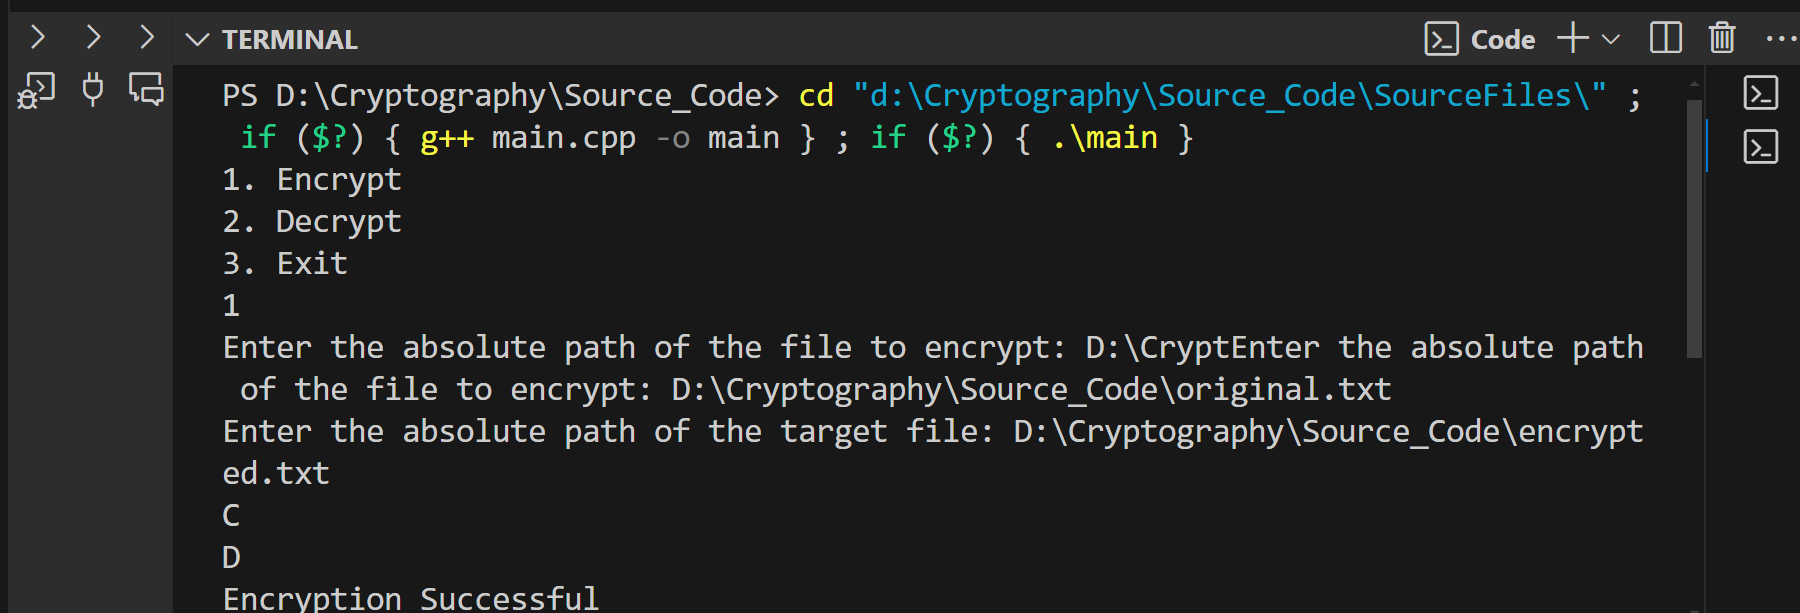 TERMINAL
Code
PS D:\Cryptography\Source_Code> cd "d:\Cryptography\Source_Code\SourceFiles\" ;
if ($?) { g++ main.cpp -o main } ; if ($?) { .\main }
1. Encrypt
2. Decrypt
3. Exit
1
Enter the absolute path of the file to encrypt: D:\CryptEnter the absolute path
of the file to encrypt: D:\Cryptography\Source_Code\original.txt
Enter the absolute path of the target file: D:\Cryptography\Source_Code\encrypt
ed.txt
C
D
Encryption Successful